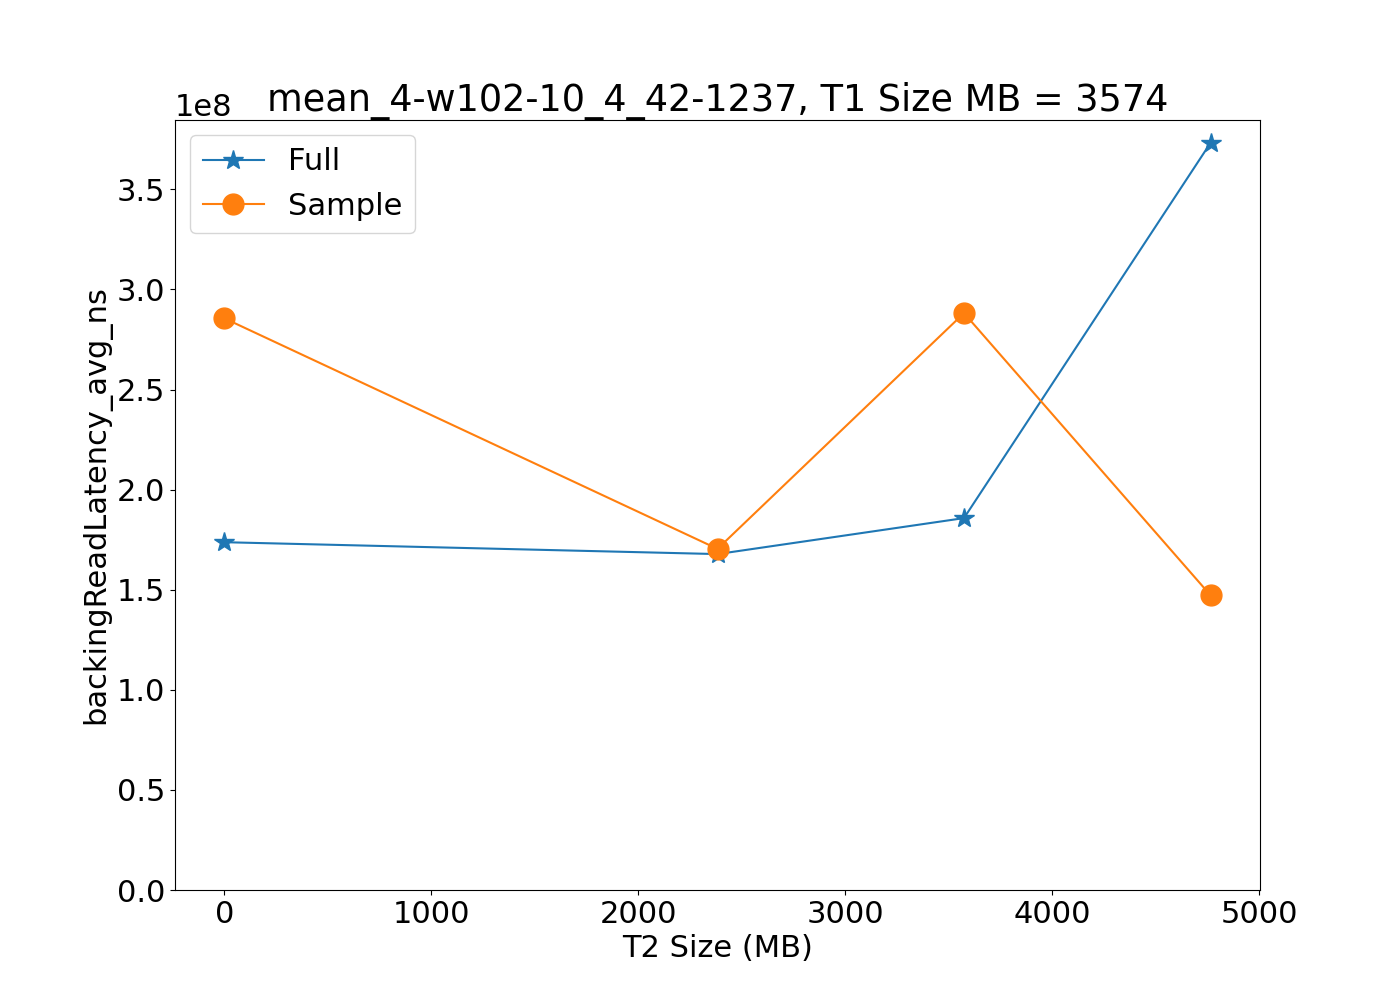 1e8
mean_4-w102-10_4_42-1237, T1 Size MB = 3574
Full
Sample
3.5
3.0
2.5
2.0
1.5
1.0
0.5
0.0
backingReadLatency_avg_ns
0 1000 2000 3000 4000 5000
T2 Size (MB)